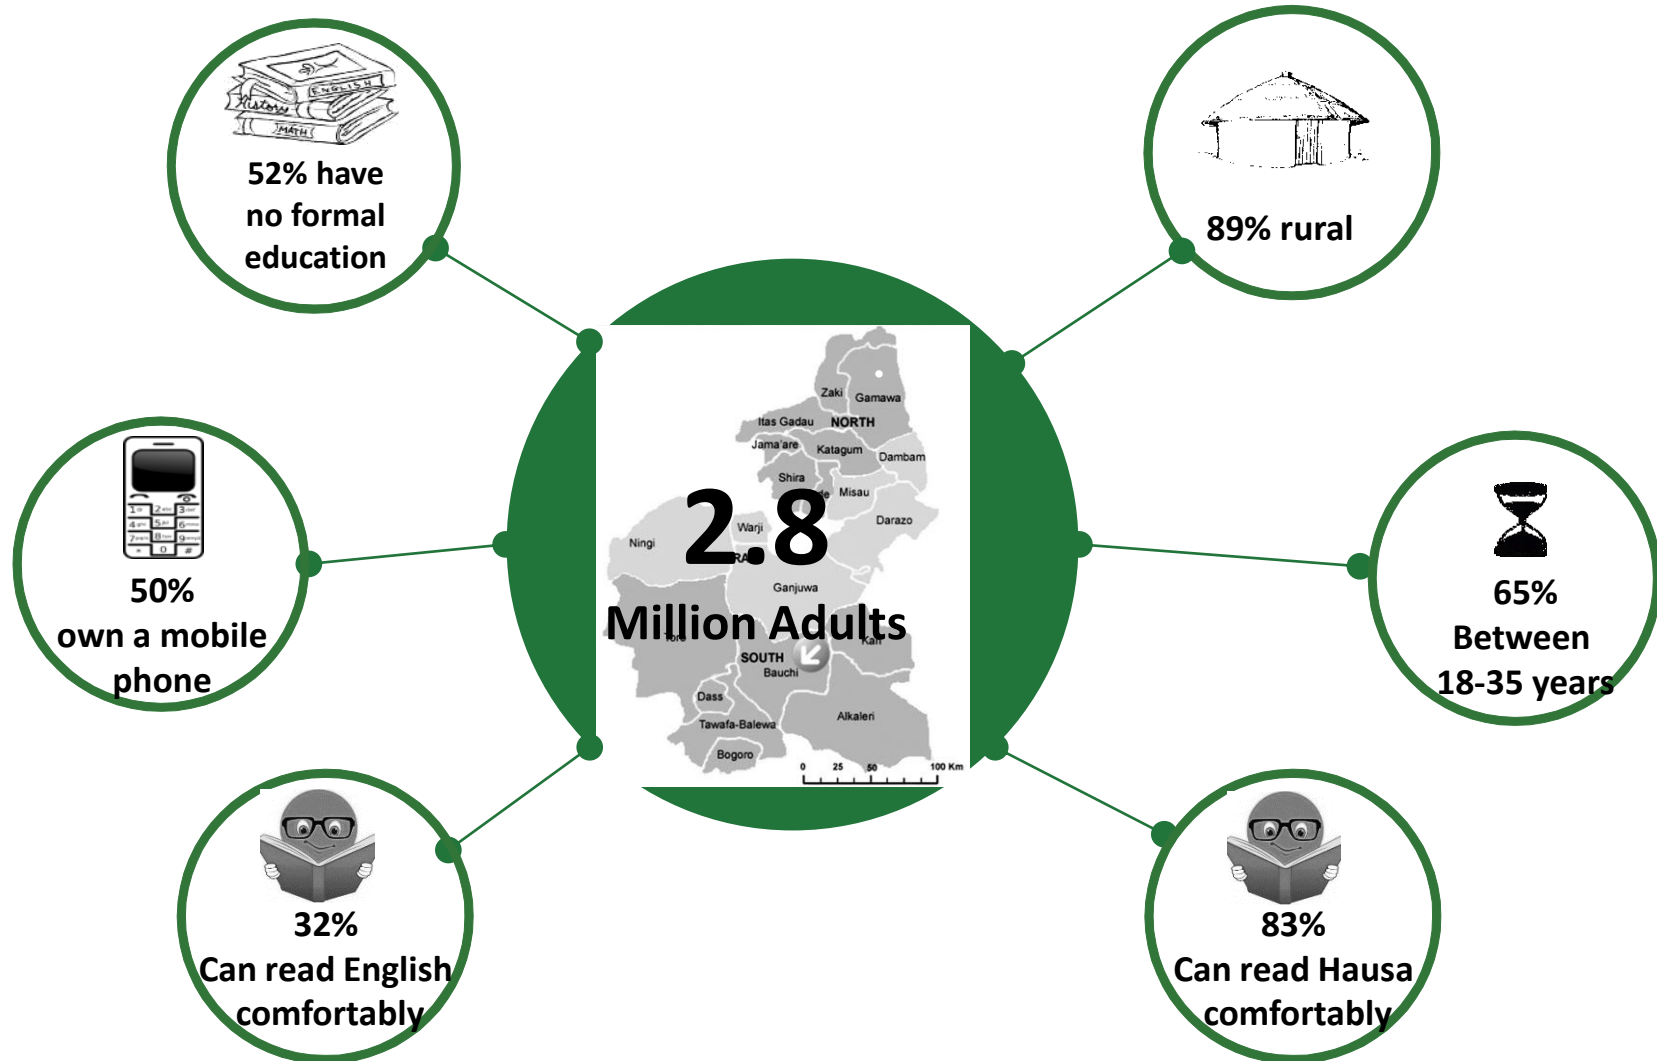 ENGLISH
History
MATH
52% have
no formal
education
89% rural
50%
own a mobile
phone
2.8
Million Adults
Zaki
Gamawa
Itas Gadau
NORTH
Jama'are
Katagum
Dambam
Shira
Misau
Darazo
Warji
Ningi
Ganjuwa
Toro
SOUTH
Bauchi
Dass
Tawafa-Balewa
Alkaleri
Bogoro
0 25 50 100 Km
65%
Between
18-35 years
32%
Can read English
comfortably
83%
Can read Hausa
comfortably